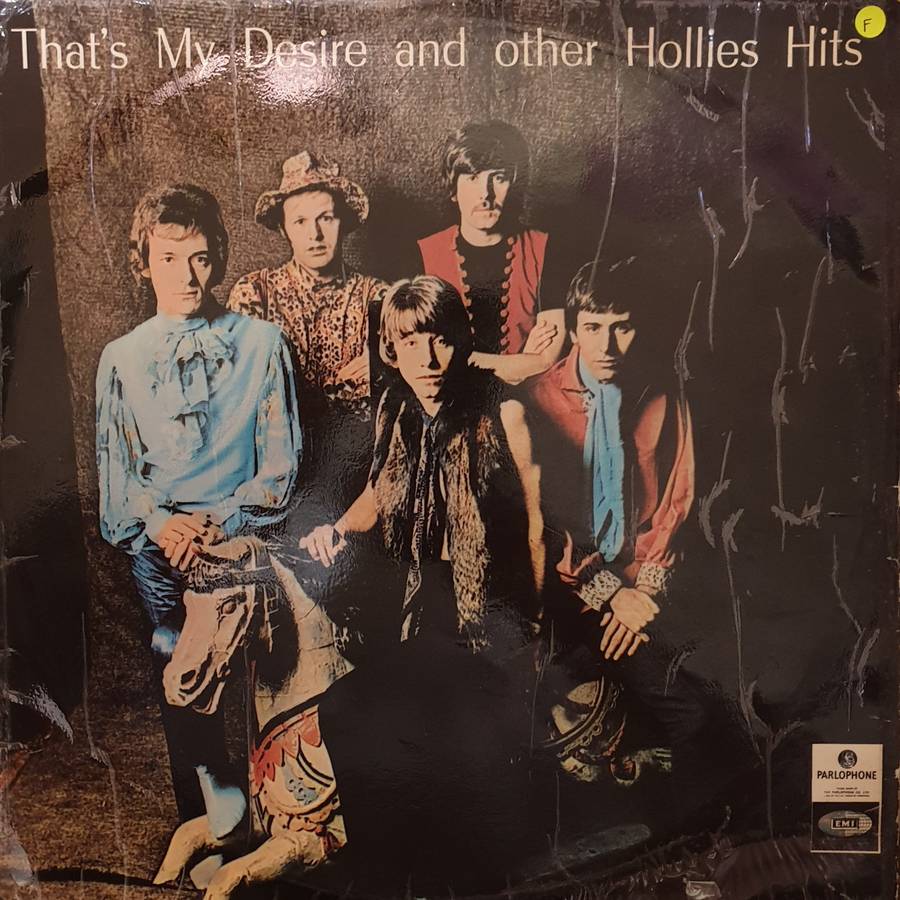 That's My Desire and other Hollies Hits
F
PARLOPHONE
EMI